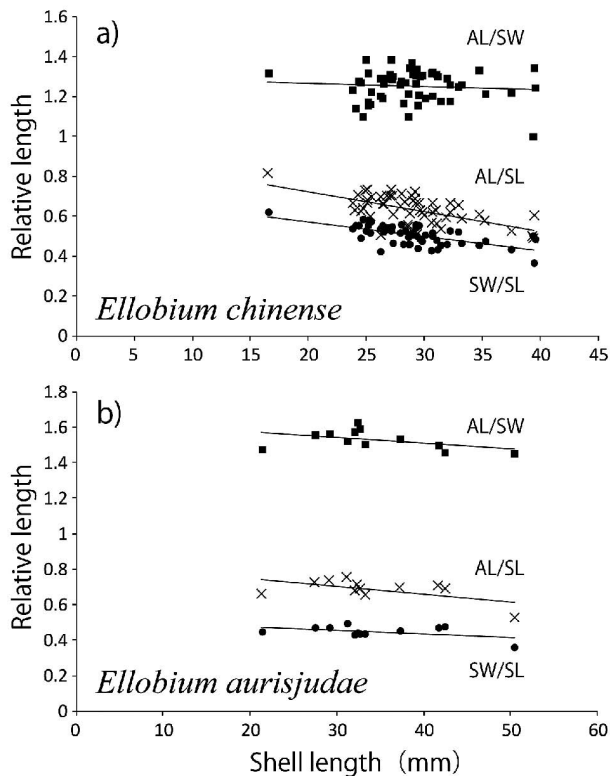 a)
1.6
1.4
1.2
1
0.8
0.6
0.4
0.2
0
Relative length
AL/SW
AL/SL
SW/SL
Ellobium chinense
0 5 10 15 20 25 30 35 40 45
b)
1.8
1.6
1.4
1.2
1
0.8
0.6
0.4
0.2
0
Relative length
AL/SW
AL/SL
SW/SL
Ellobium aurisjudae
0 10 20 30 40 50 60
Shell length (mm)